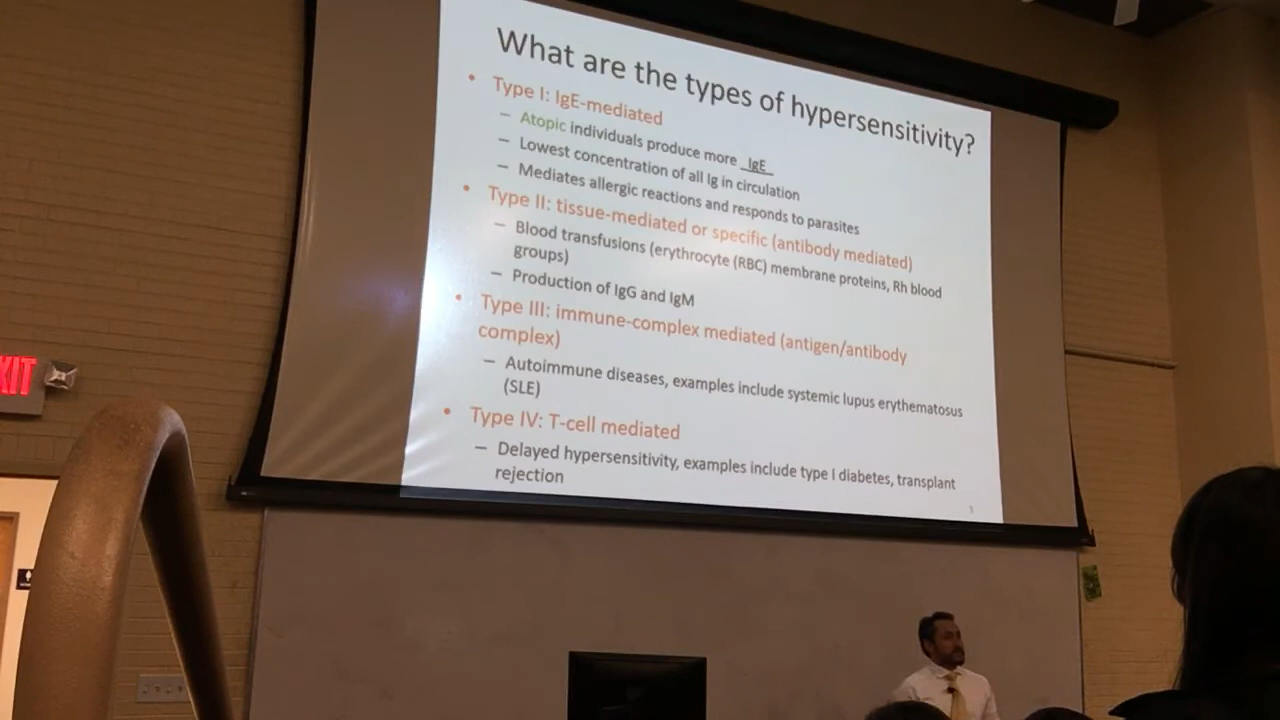 What are the types of hypersensitivity?
• Type I: IgE-mediated
– Atopic individuals produce more _IgE_
– Lowest concentration of all Ig in circulation
– Mediates allergic reactions and responds to parasites
• Type II: tissue-mediated or specific (antibody mediated)
– Blood transfusions (erythrocyte (RBC) membrane proteins, Rh blood
groups)
– Production of IgG and IgM
• Type III: immune-complex mediated (antigen/antibody
complex)
– Autoimmune diseases, examples include systemic lupus erythematosus
(SLE)
• Type IV: T-cell mediated
– Delayed hypersensitivity, examples include type I diabetes, transplant
rejection
XIT